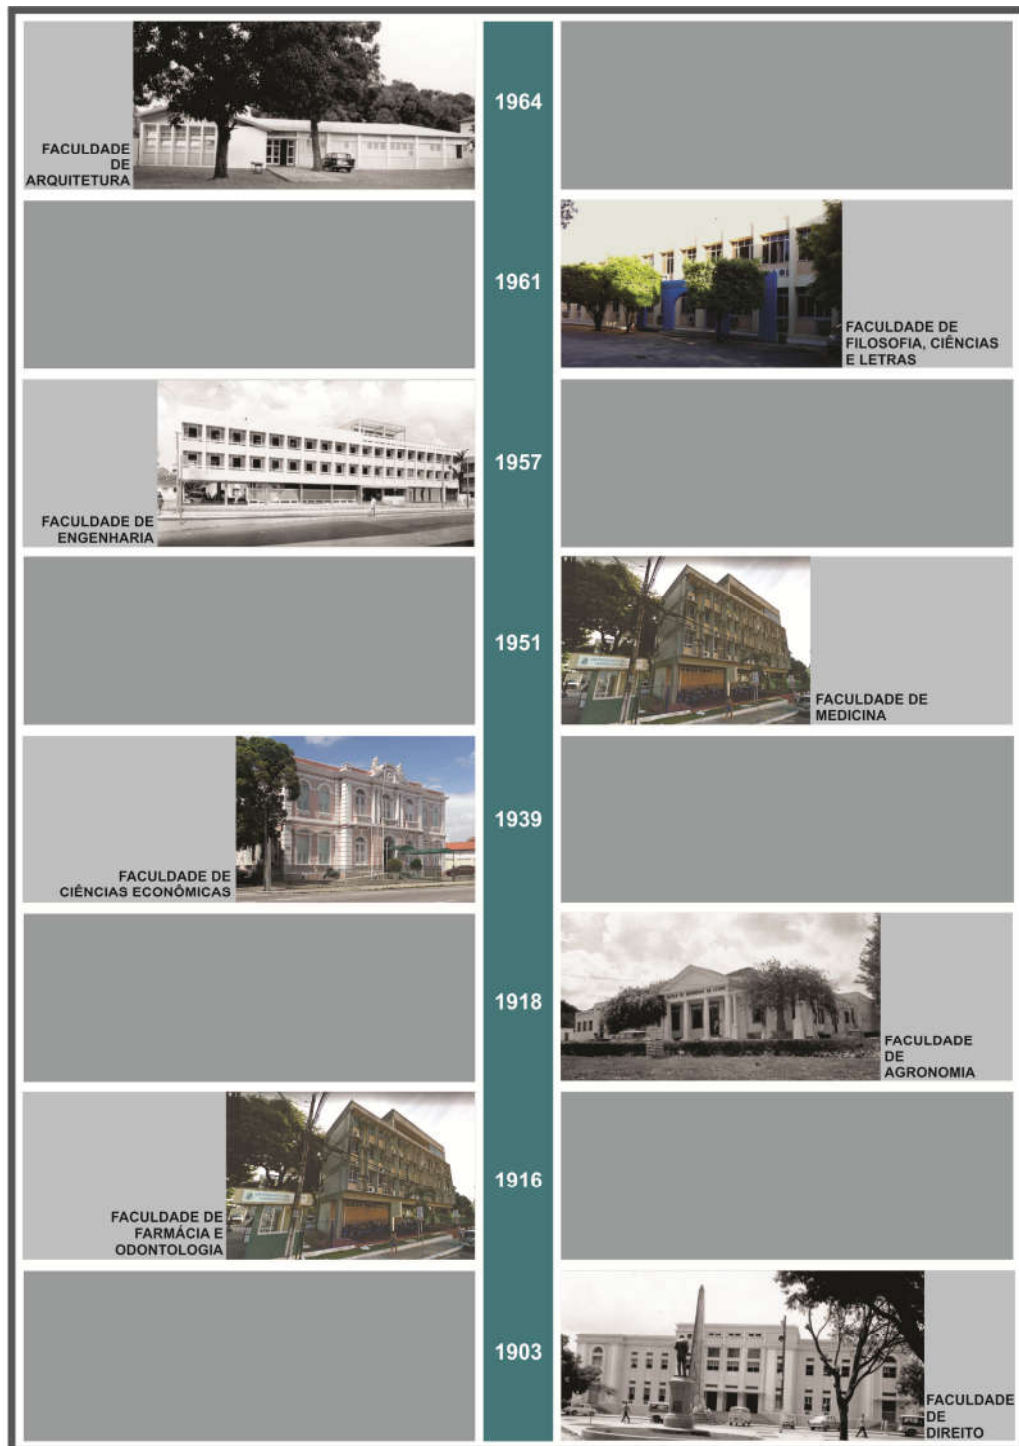 1964
FACULDADE
DE
ARQUITETURA
1961
FACULDADE DE
FILOSOFIA, CIÊNCIAS
E LETRAS
1957
FACULDADE DE
ENGENHARIA
1951
FACULDADE DE
MEDICINA
1939
FACULDADE DE
CIÊNCIAS ECONÔMICAS
1918
FACULDADE
DE
AGRONOMIA
1916
FACULDADE DE
FARMÁCIA E
ODONTOLOGIA
1903
FACULDADE
DE
DIREITO